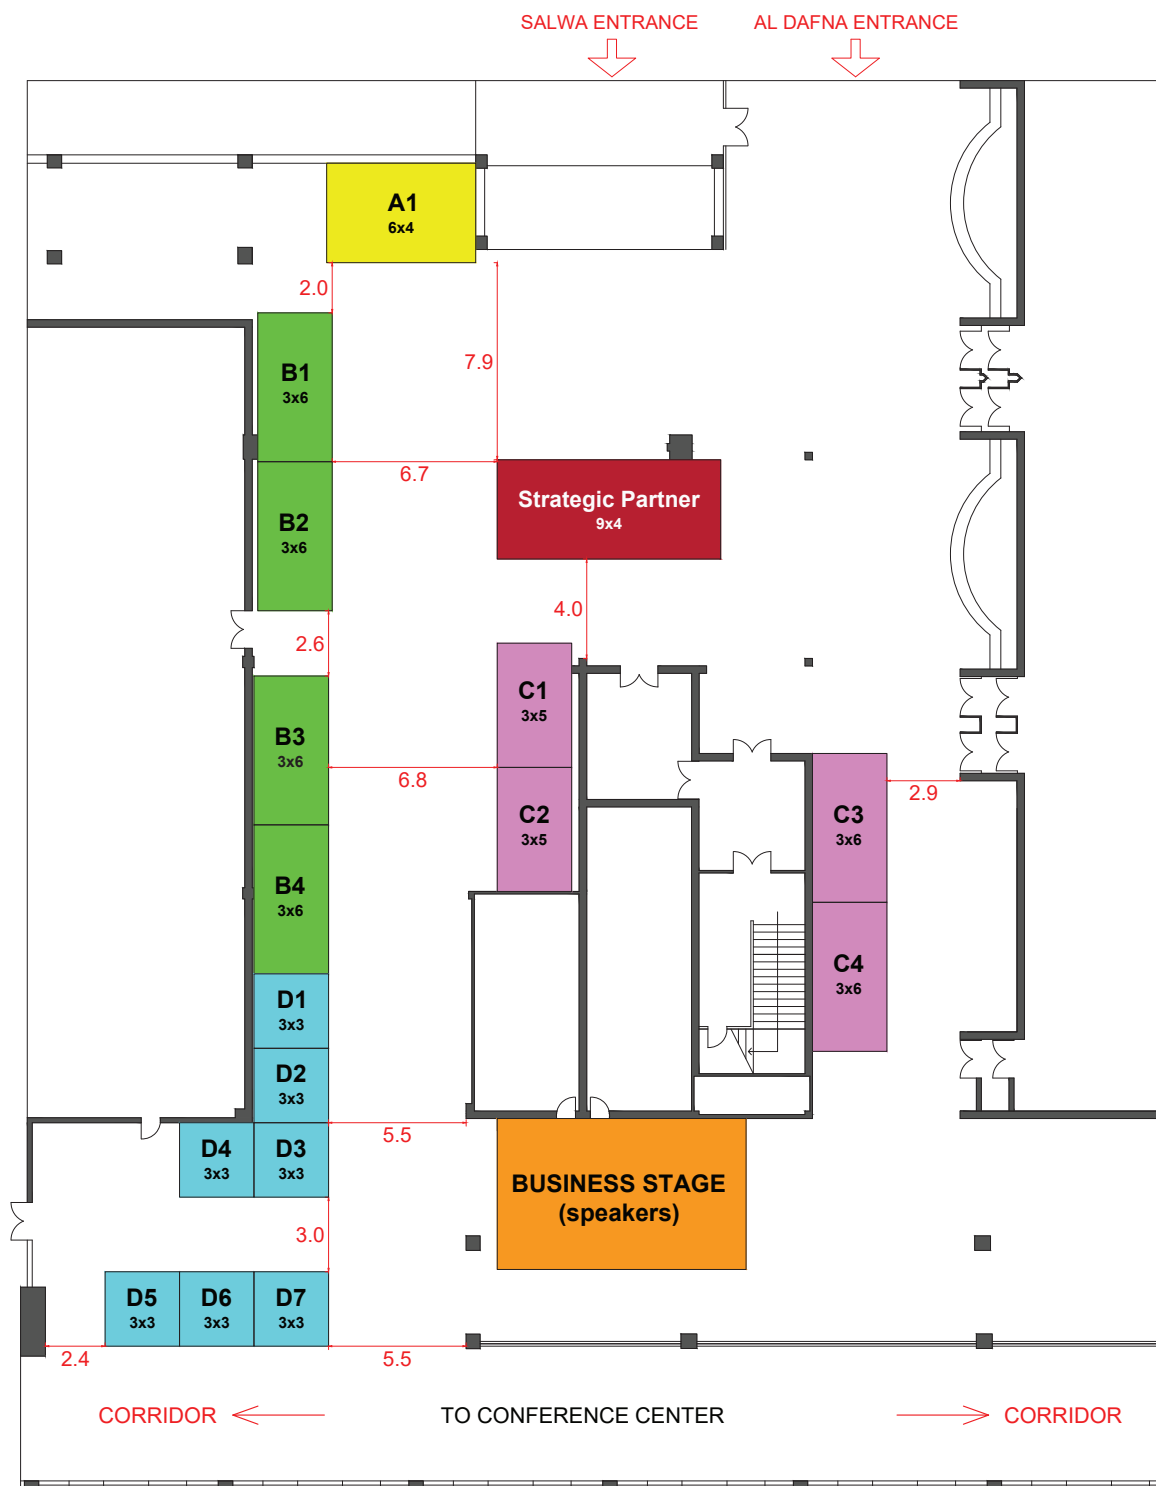 SALWA ENTRANCE
AL DAFNA ENTRANCE
A1
6x4
2.0
7.9
B1
3x6
6.7
Strategic Partner
9x4
B2
3x6
4.0
2.6
C1
3x5
B3
3x6
6.8
2.9
C2
3x5
C3
3x6
B4
3x6
C4
3x6
D1
3x3
D2
3x3
5.5
D4
3x3
D3
3x3
BUSINESS STAGE
(speakers)
3.0
D5
3x3
D6
3x3
D7
3x3
2.4
5.5
CORRIDOR
TO CONFERENCE CENTER
CORRIDOR